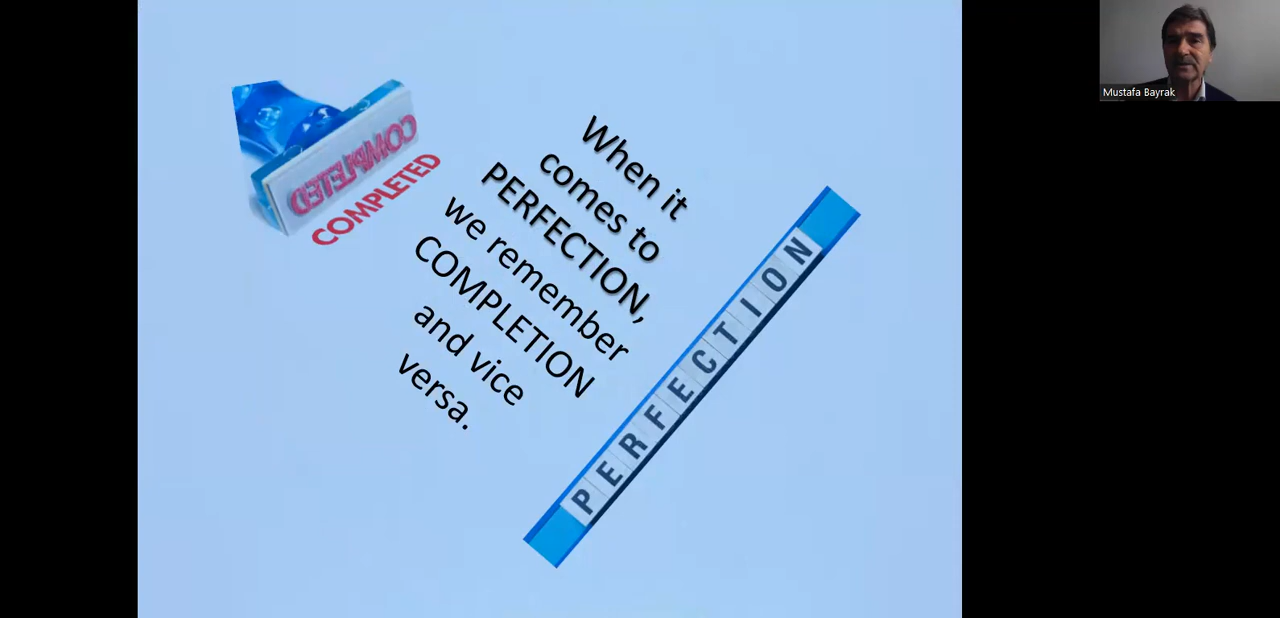 COMPLETED
COMPLETED
When it
comes to
PERFECTION,
we remember
COMPLETION
and vice
versa.
PERFECTION
Mustafa Bayrak